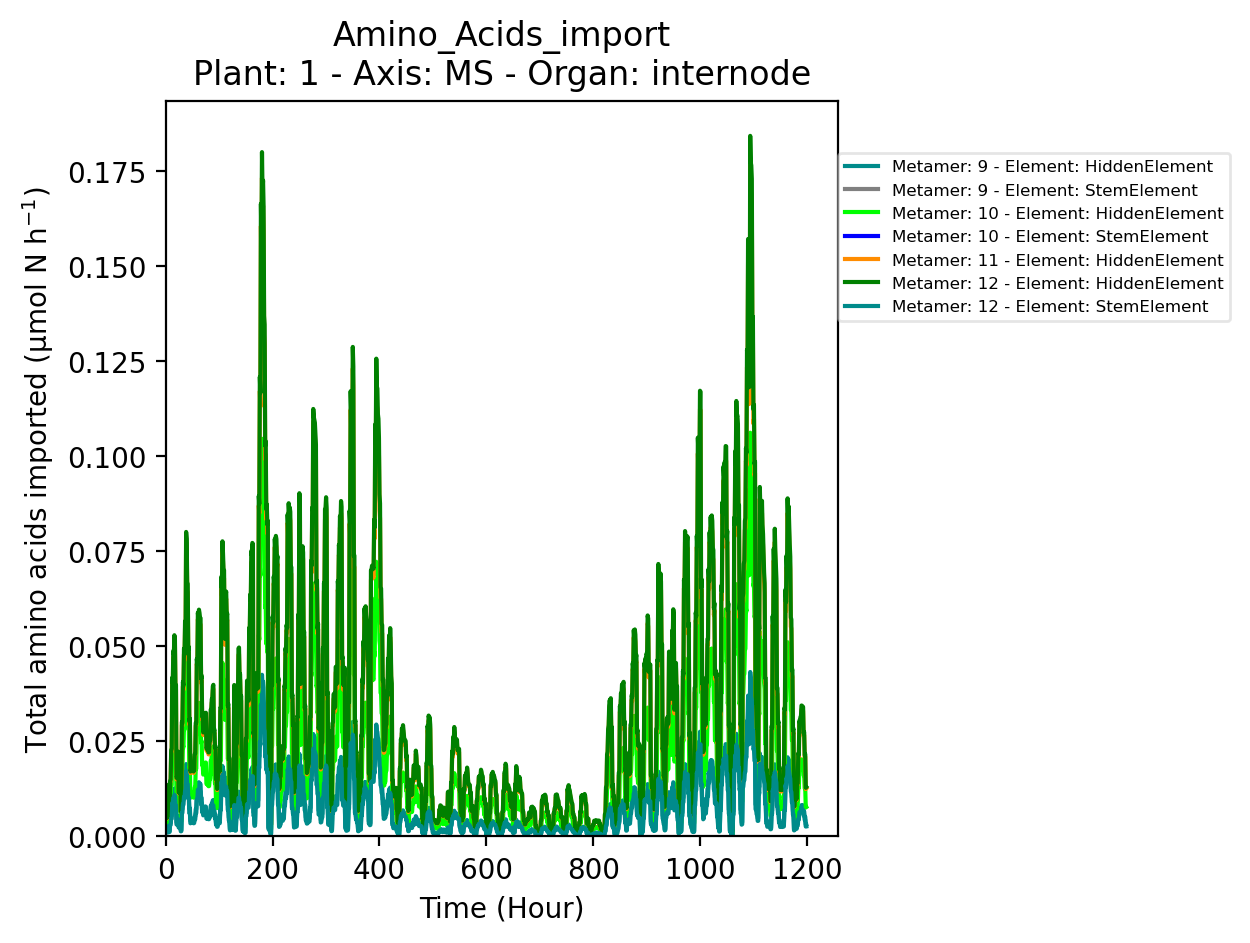 Amino_Acids_import
Plant: 1 - Axis: MS - Organ: internode
Total amino acids imported (µmol N h⁻¹)
0.175
0.150
0.125
0.100
0.075
0.050
0.025
0.000
0 200 400 600 800 1000 1200
Time (Hour)
Metamer: 9 - Element: HiddenElement
Metamer: 9 - Element: StemElement
Metamer: 10 - Element: HiddenElement
Metamer: 10 - Element: StemElement
Metamer: 11 - Element: HiddenElement
Metamer: 12 - Element: HiddenElement
Metamer: 12 - Element: StemElement